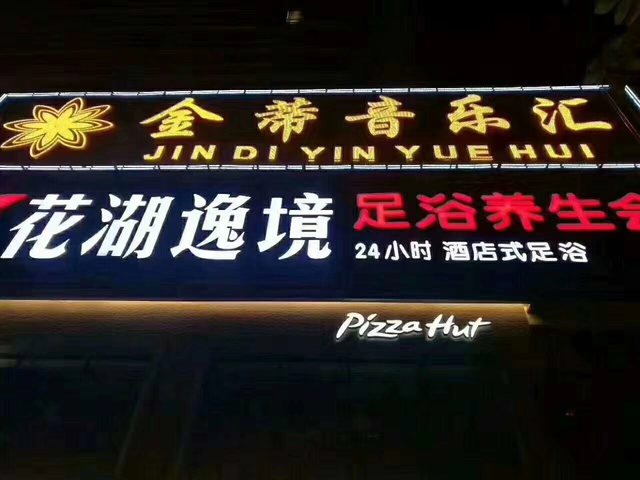 金蒂音乐汇
JIN DI YIN YUE HUI
花湖逸境 足浴养生会
24小时 酒店式足浴
Pizza Hut